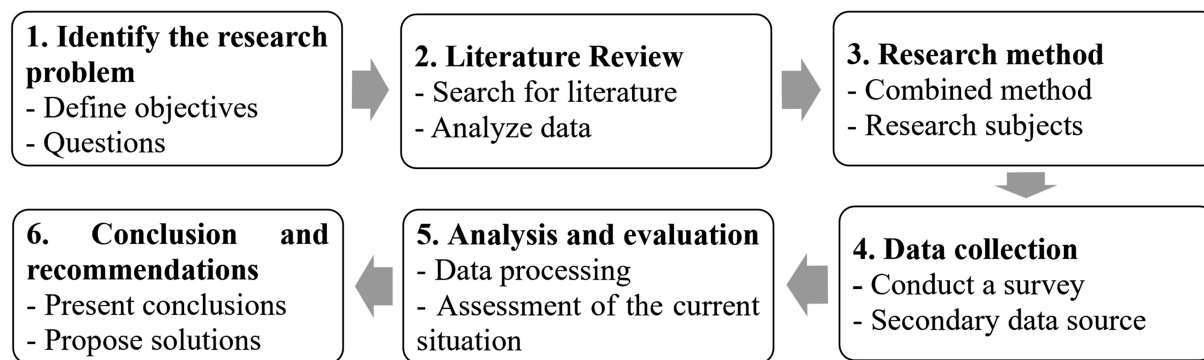 1. Identify the research
problem
- Define objectives
- Questions
2. Literature Review
- Search for literature
- Analyze data
3. Research method
- Combined method
- Research subjects
4. Data collection
- Conduct a survey
- Secondary data source
5. Analysis and evaluation
- Data processing
- Assessment of the current
situation
6. Conclusion and
recommendations
- Present conclusions
- Propose solutions